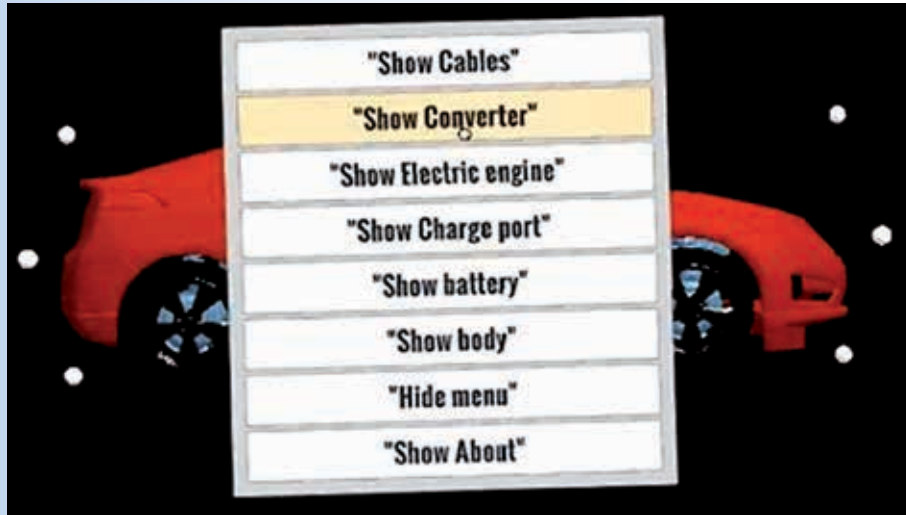 "Show Cables"
"Show Converter"
"Show Electric engine"
"Show Charge port"
"Show battery"
"Show body"
"Hide menu"
"Show About"